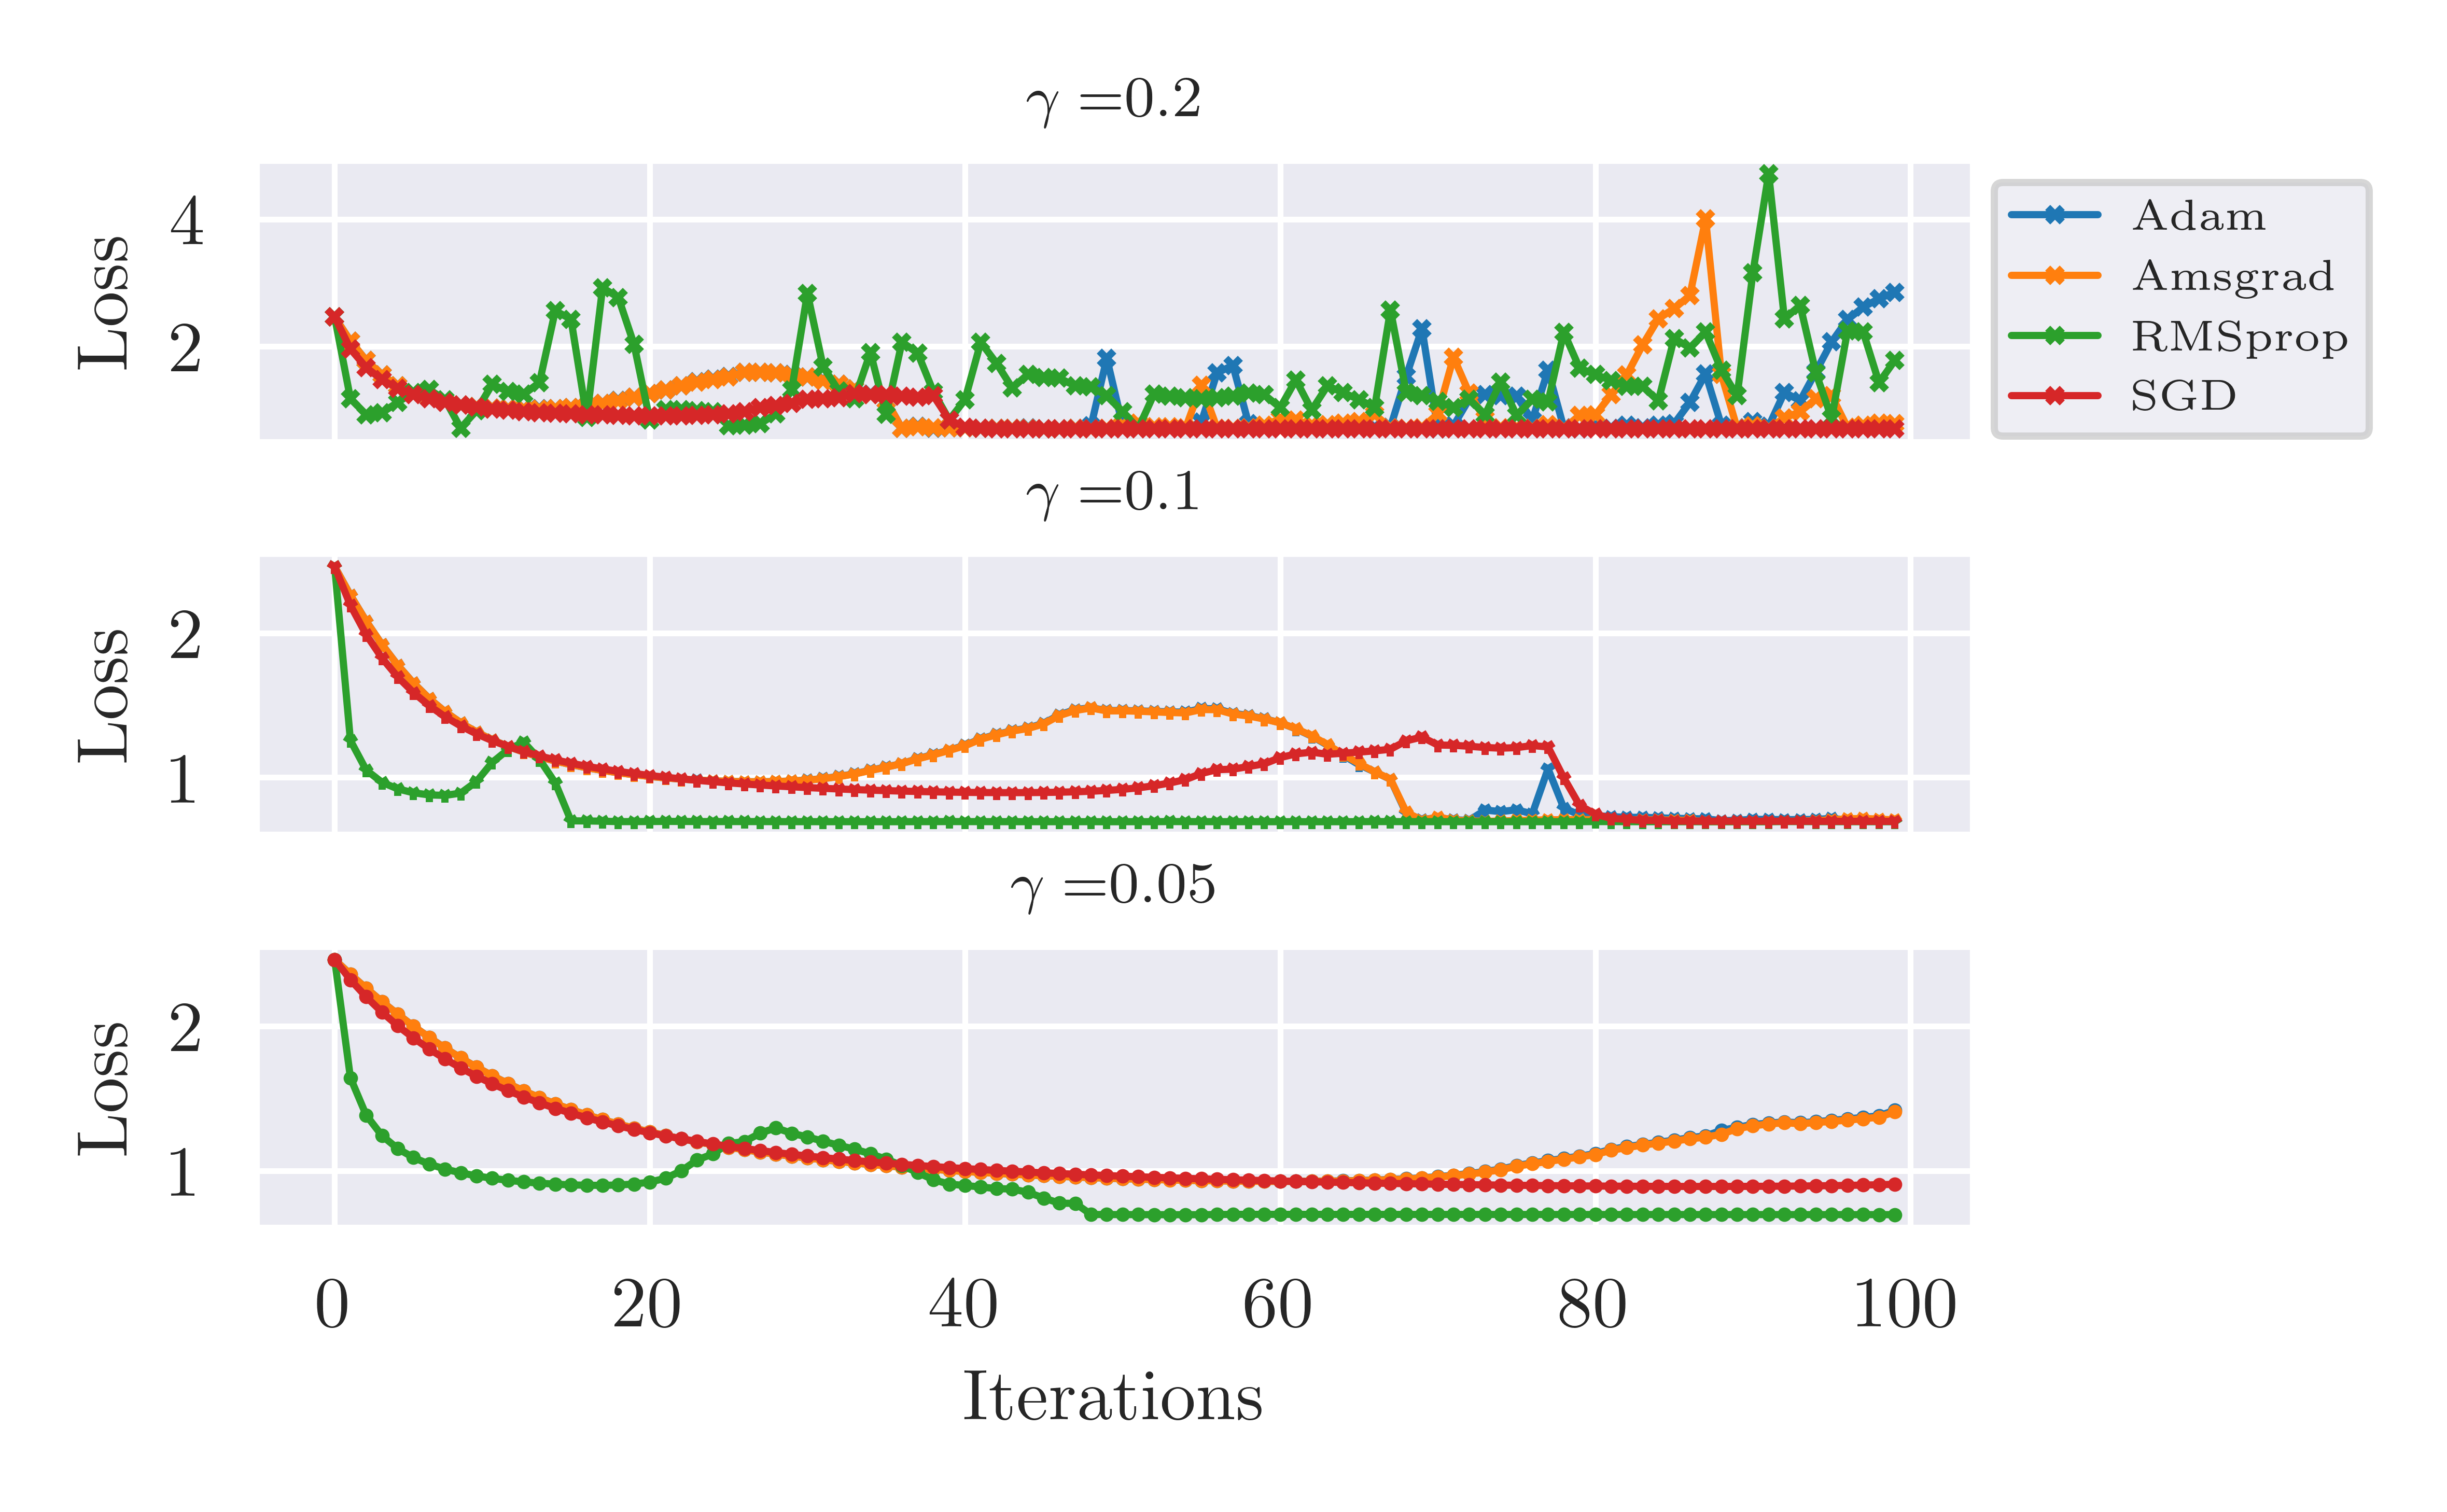 γ =0.2
Loss
4
2
Adam
Amsgrad
RMSprop
SGD
γ =0.1
Loss
2
1
γ =0.05
Loss
2
1
0 20 40 60 80 100
Iterations